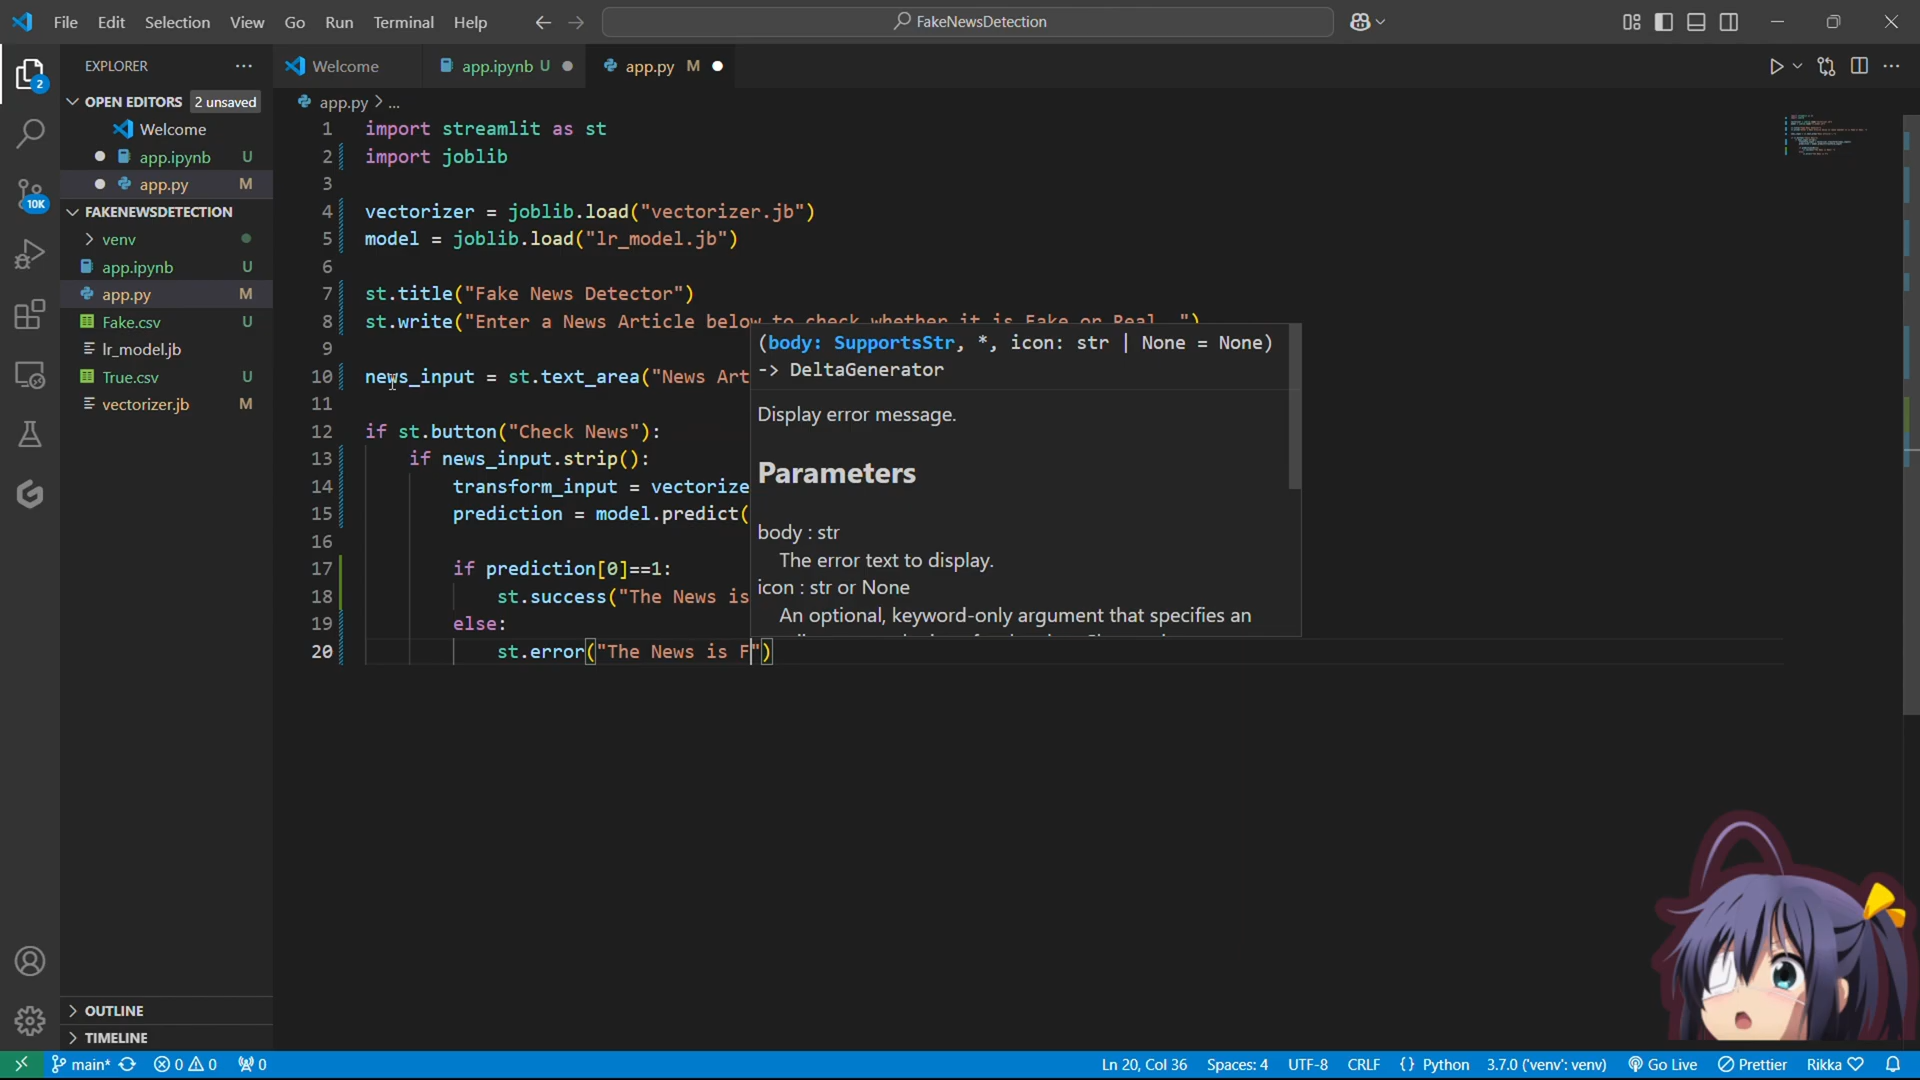 File Edit Selection View Go Run Terminal Help
FakeNewsDetection
EXPLORER
OPEN EDITORS 2 unsaved
Welcome
app.ipynb U
app.py M
FAKENEWSDETECTION
venv
app.ipynb U
app.py M
Fake.csv U
lr_model.jb
True.csv U
vectorizer.jb M
OUTLINE
TIMELINE
2
10K
Welcome app.ipynb U app.py M
app.py > ...
1 import streamlit as st
2 import joblib
3
4 vectorizer = joblib.load("vectorizer.jb")
5 model = joblib.load("lr_model.jb")
6
7 st.title("Fake News Detector")
8 st.write("Enter a News Article below to check whether it is Fake or Real. ")
9
10 news_input = st.text_area("News Art
11
12 if st.button("Check News"):
13 if news_input.strip():
14 transform_input = vectorize
15 prediction = model.predict(
16
17 if prediction[0]==1:
18 st.success("The News is
19 else:
20 st.error("The News is F")
(body: SupportsStr, *, icon: str | None = None)
-> DeltaGenerator
Display error message.
Parameters
body : str
The error text to display.
icon : str or None
An optional, keyword-only argument that specifies an
main* 0 0 0 Ln 20, Col 36 Spaces: 4 UTF-8 CRLF {} Python 3.7.0 ('venv': venv) Go Live Prettier Rikka